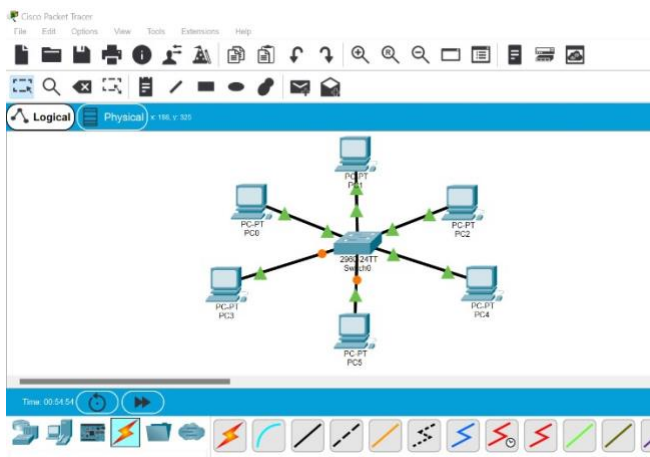 Cisco Packet Tracer
File Edit Options View Tools Extensions Help
Logical Physical x: 188, y: 325
PC-PT
PC1
PC-PT
PC0
PC-PT
PC2
2960-24TT
Switch0
PC-PT
PC3
PC-PT
PC4
PC-PT
PC5
Time: 00:54:54